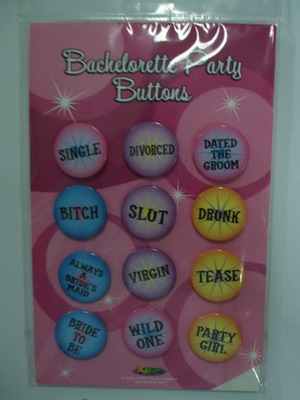 Bachelorette Party
Buttons
SINGLE
DIVORCED
DATED
THE
GROOM
BITCH
SLUT
DRUNK
ALWAYS
A
BRIDE'S
MAID
VIRGIN
TEASE
BRIDE
TO
BE
WILD
ONE
PARTY
GIRL